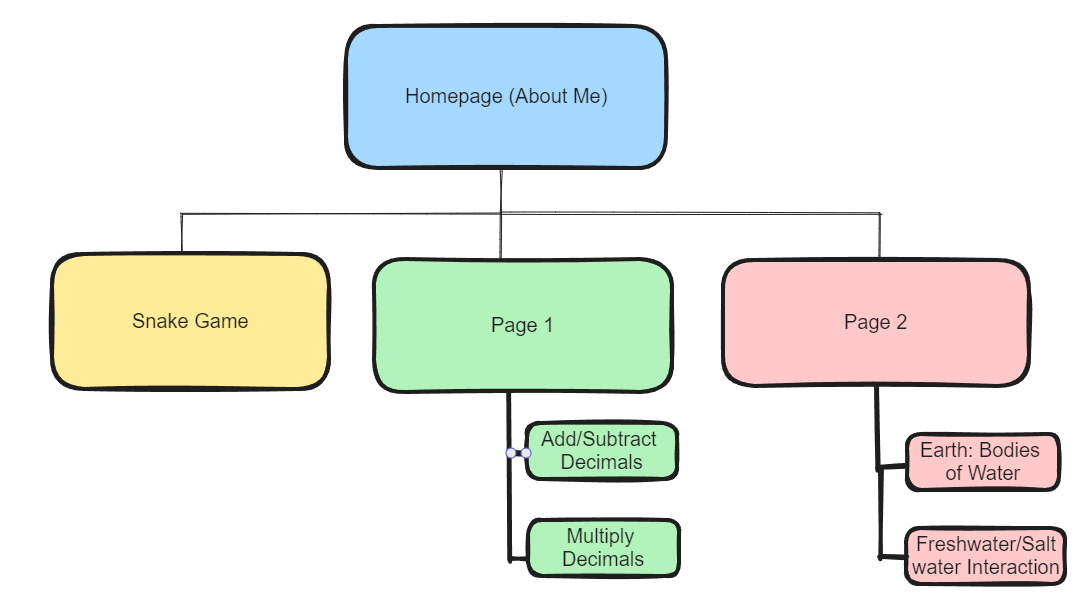 Homepage (About Me)
Snake Game
Page 1
Page 2
Add/Subtract
Decimals
Multiply
Decimals
Earth: Bodies
of Water
Freshwater/Salt
water Interaction